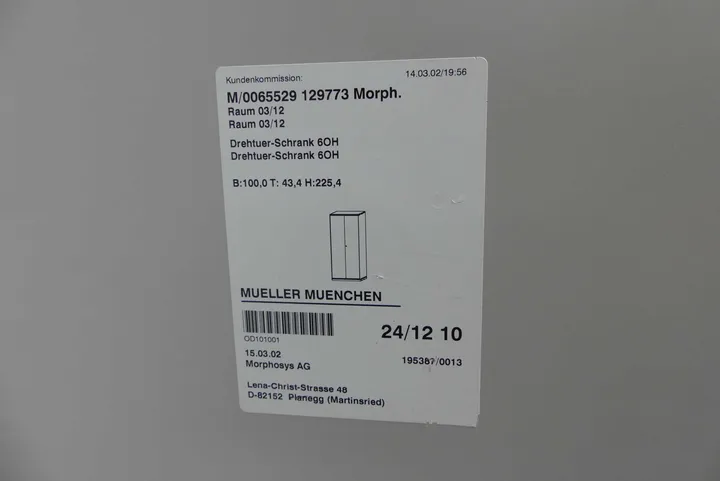 Kundenkommission: 14.03.02/19:56
M/0065529 129773 Morph.
Raum 03/12
Raum 03/12
Drehtuer-Schrank 6OH
Drehtuer-Schrank 6OH
B:100,0 T: 43,4 H:225,4
MUELLER MUENCHEN
OD101001
24/12 10
15.03.02
Morphosys AG
195387/0013
Lena-Christ-Strasse 48
D-82152 Planegg (Martinsried)